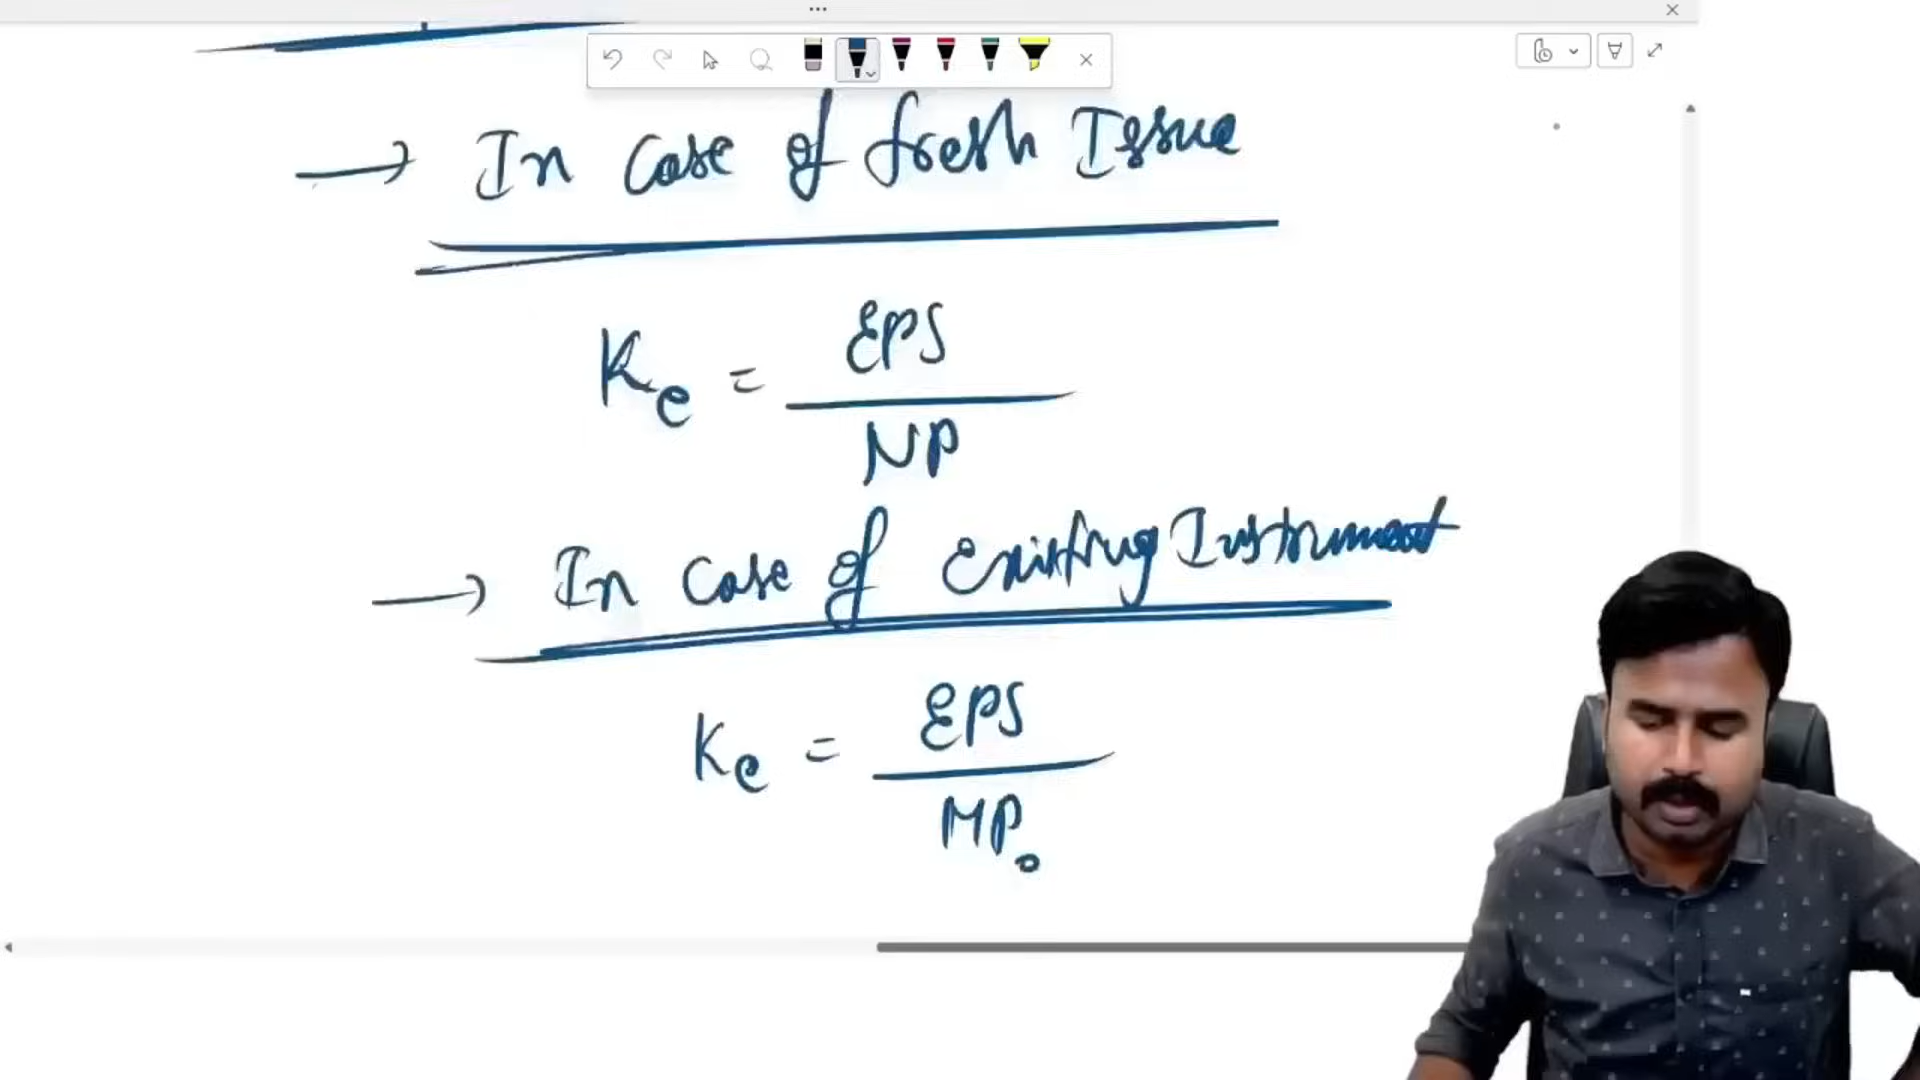 → In Case of fresh Issue
Ke = EPS / NP
→ In Case of Existing Instrument
Ke = EPS / MP₀